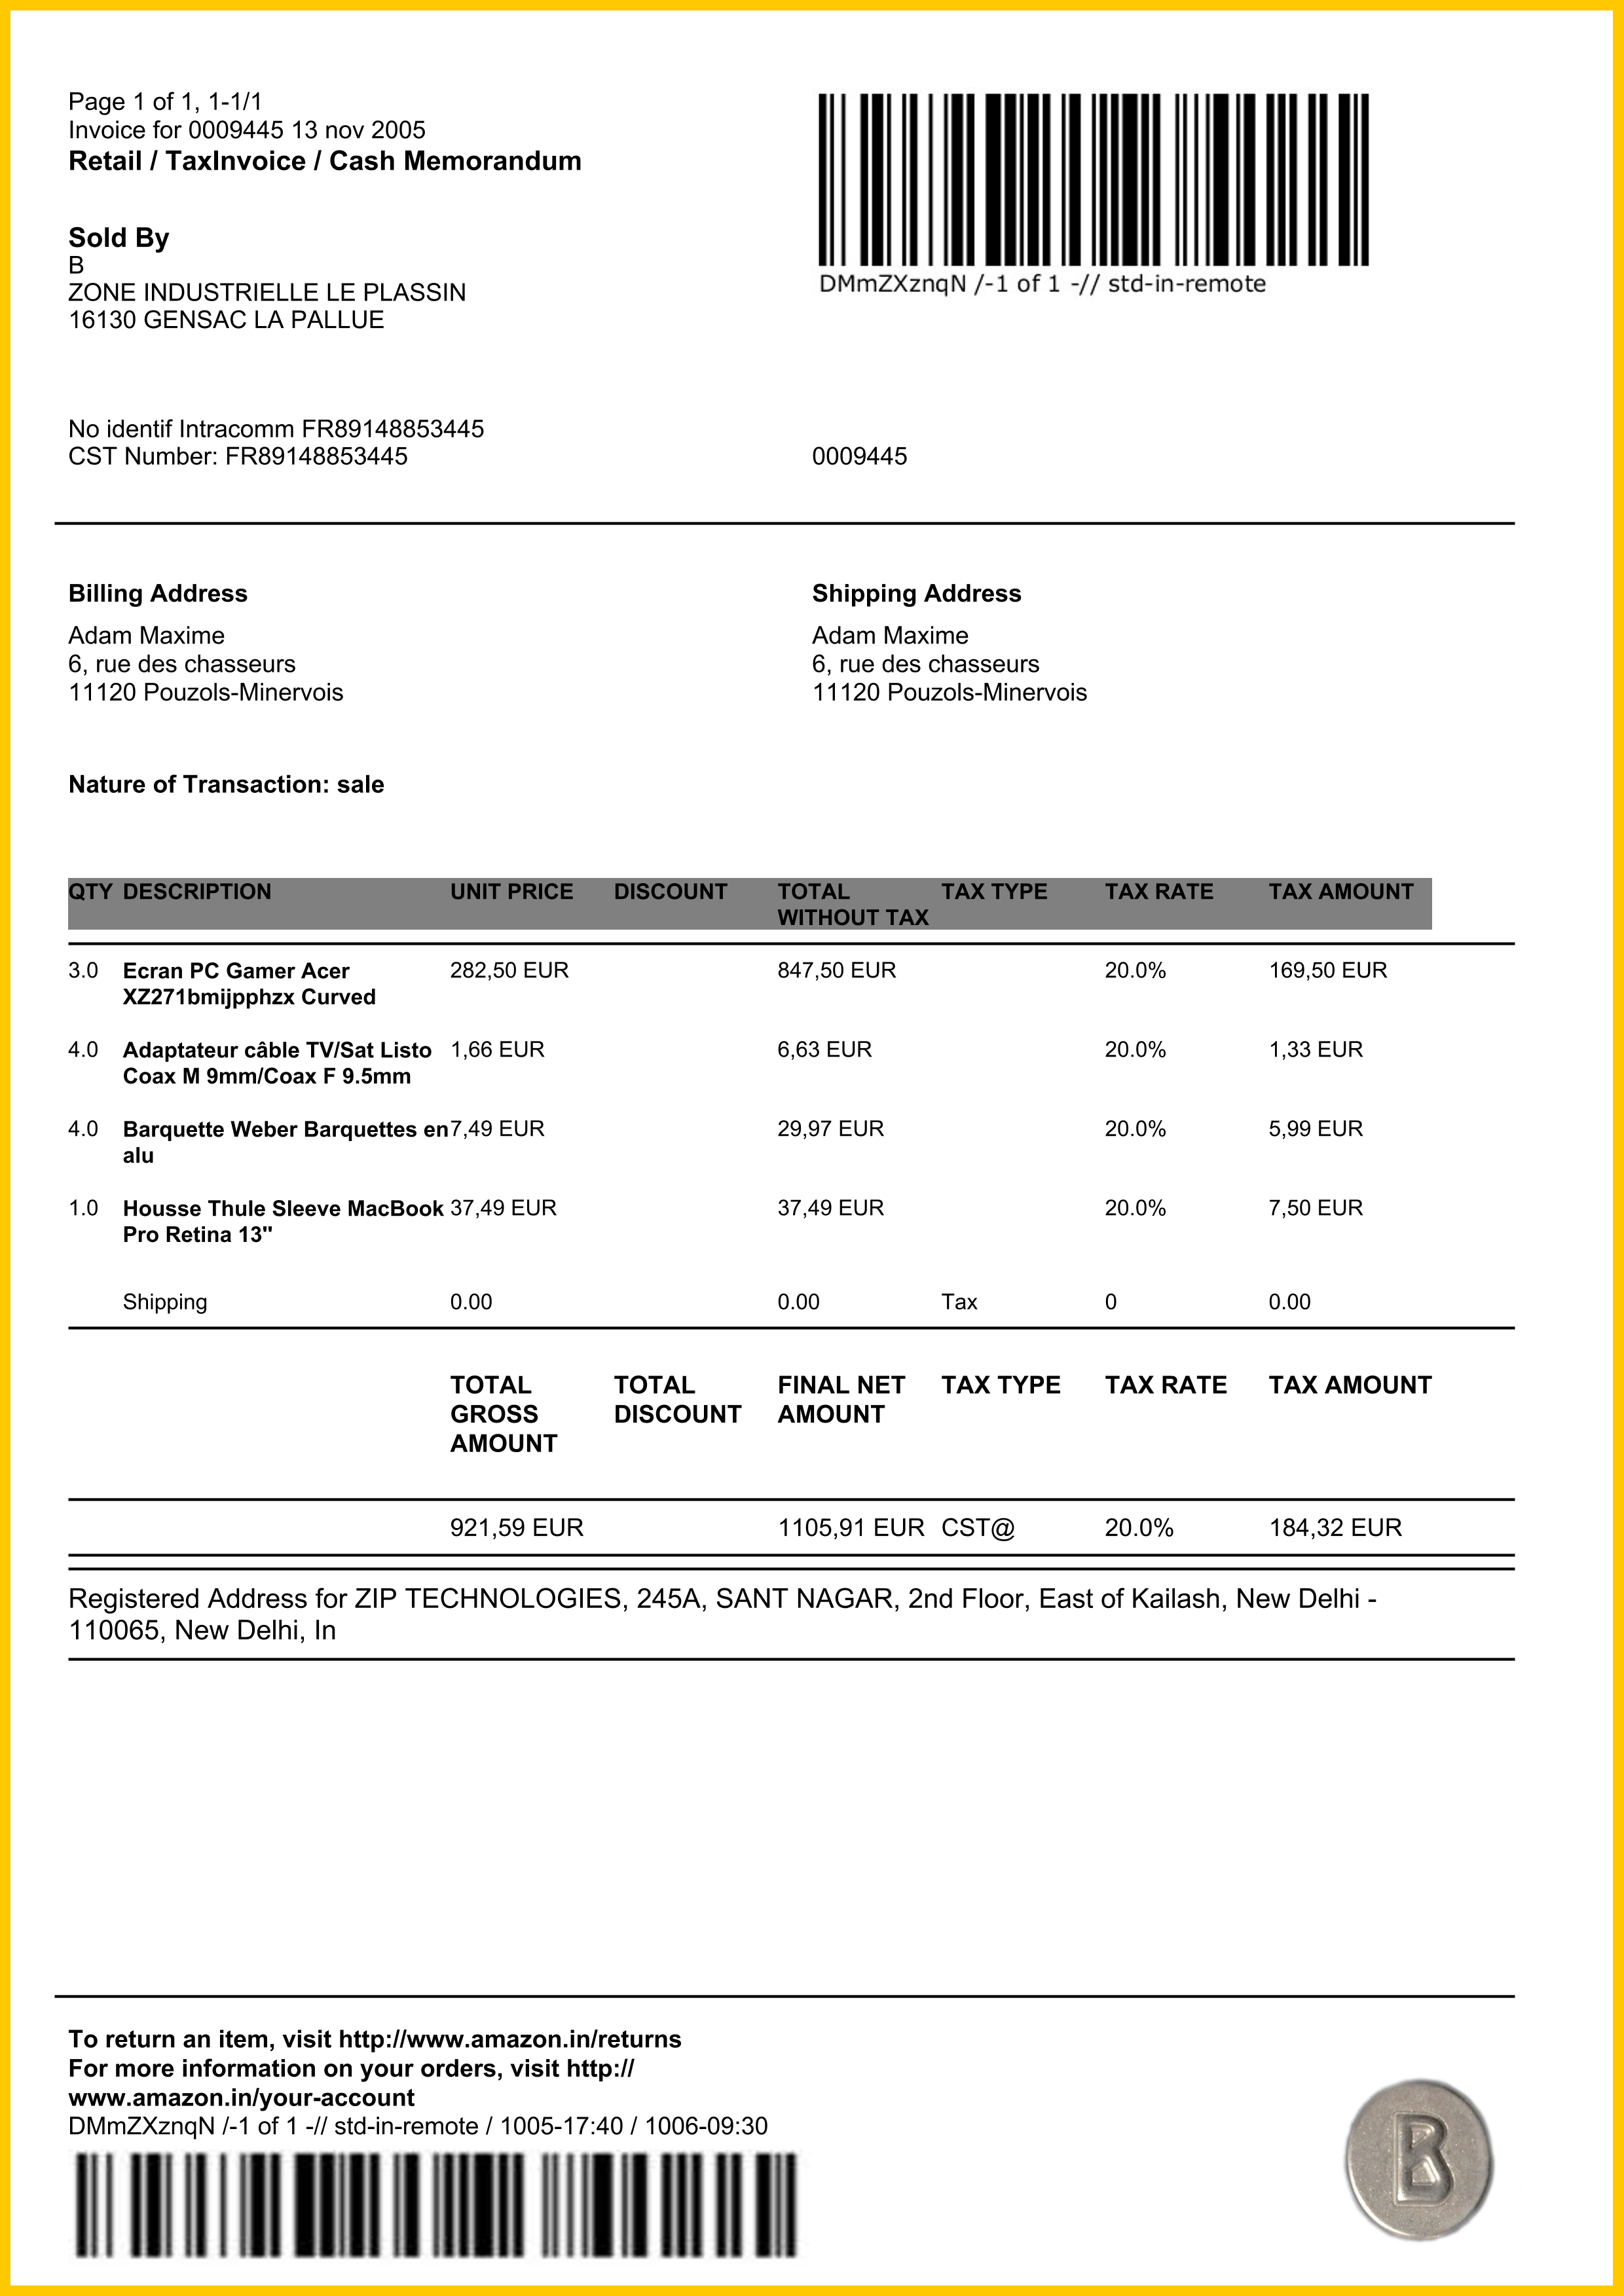 Page 1 of 1, 1-1/1
Invoice for 0009445 13 nov 2005
Retail / TaxInvoice / Cash Memorandum
DMmZXznqN /-1 of 1 -// std-in-remote
Sold By
B
ZONE INDUSTRIELLE LE PLASSIN
16130 GENSAC LA PALLUE
No identif Intracomm FR89148853445
CST Number: FR89148853445 0009445
Billing Address
Adam Maxime
6, rue des chasseurs
11120 Pouzols-Minervois
Shipping Address
Adam Maxime
6, rue des chasseurs
11120 Pouzols-Minervois
Nature of Transaction: sale
QTY DESCRIPTION UNIT PRICE DISCOUNT TOTAL TAX TYPE TAX RATE TAX AMOUNT
WITHOUT TAX
3.0 Ecran PC Gamer Acer 282,50 EUR 847,50 EUR 20.0% 169,50 EUR
XZ271bmijpphzx Curved
4.0 Adaptateur câble TV/Sat Listo 1,66 EUR 6,63 EUR 20.0% 1,33 EUR
Coax M 9mm/Coax F 9.5mm
4.0 Barquette Weber Barquettes en 7,49 EUR 29,97 EUR 20.0% 5,99 EUR
alu
1.0 Housse Thule Sleeve MacBook 37,49 EUR 37,49 EUR 20.0% 7,50 EUR
Pro Retina 13"
Shipping 0.00 0.00 Tax 0 0.00
TOTAL TOTAL FINAL NET TAX TYPE TAX RATE TAX AMOUNT
GROSS DISCOUNT AMOUNT
AMOUNT
921,59 EUR 1105,91 EUR CST@ 20.0% 184,32 EUR
Registered Address for ZIP TECHNOLOGIES, 245A, SANT NAGAR, 2nd Floor, East of Kailash, New Delhi -
110065, New Delhi, In
To return an item, visit http://www.amazon.in/returns
For more information on your orders, visit http://
www.amazon.in/your-account
DMmZXznqN /-1 of 1 -// std-in-remote / 1005-17:40 / 1006-09:30
B